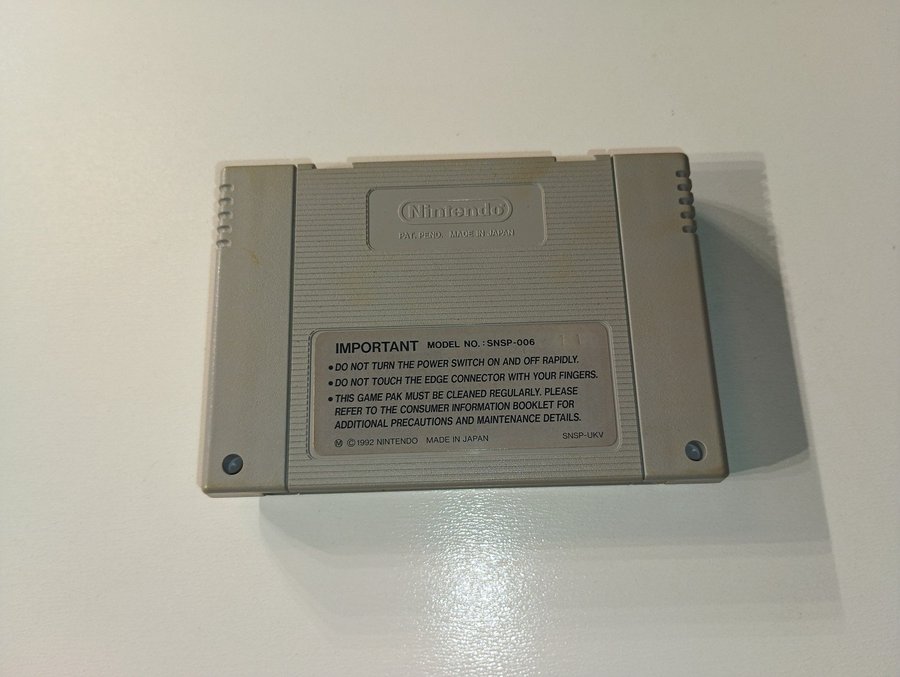 Nintendo®
PAT. PEND. MADE IN JAPAN
IMPORTANT MODEL NO.: SNSP-006
• DO NOT TURN THE POWER SWITCH ON AND OFF RAPIDLY.
• DO NOT TOUCH THE EDGE CONNECTOR WITH YOUR FINGERS.
• THIS GAME PAK MUST BE CLEANED REGULARLY. PLEASE
REFER TO THE CONSUMER INFORMATION BOOKLET FOR
ADDITIONAL PRECAUTIONS AND MAINTENANCE DETAILS.
Ⓜ ©1992 NINTENDO MADE IN JAPAN SNSP-UKV